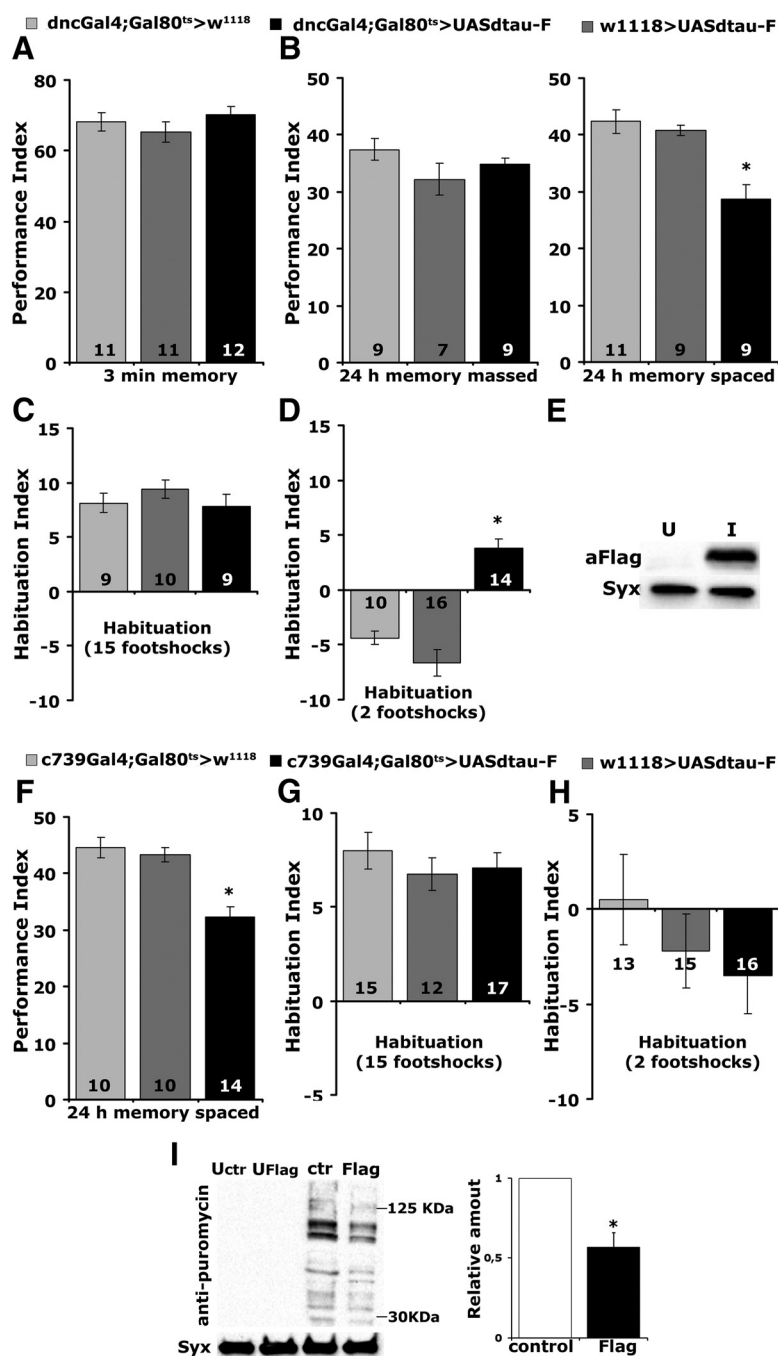 dncGal4;Gal80ts>w1118 dncGal4;Gal80ts>UASdtau-F w1118>UASdtau-F
A
Performance Index
80
60
40
20
0
11 11 12
3 min memory
B
Performance Index
50
40
30
20
10
0
9 7 9
24 h memory massed
50
40
30
20
10
0
*
11 9 9
24 h memory spaced
C
Habituation Index
15
10
5
0
-5
-10
9 10 9
Habituation
(15 footshocks)
D
Habituation Index
15
10
5
0
-5
-10
*
10 16 14
Habituation
(2 footshocks)
E
U I
aFlag
Syx
c739Gal4;Gal80ts>w1118 c739Gal4;Gal80ts>UASdtau-F w1118>UASdtau-F
F
Performance Index
50
40
30
20
10
0
*
10 10 14
24 h memory spaced
G
Habituation Index
10
5
0
-5
15 12 17
Habituation
(15 footshocks)
H
Habituation Index
5
0
-5
-10
13 15 16
Habituation
(2 footshocks)
I
Uctr UFlag ctr Flag
anti-puromycin
125 KDa
30KDa
Syx
Relative amout
1
0,5
0
*
control Flag